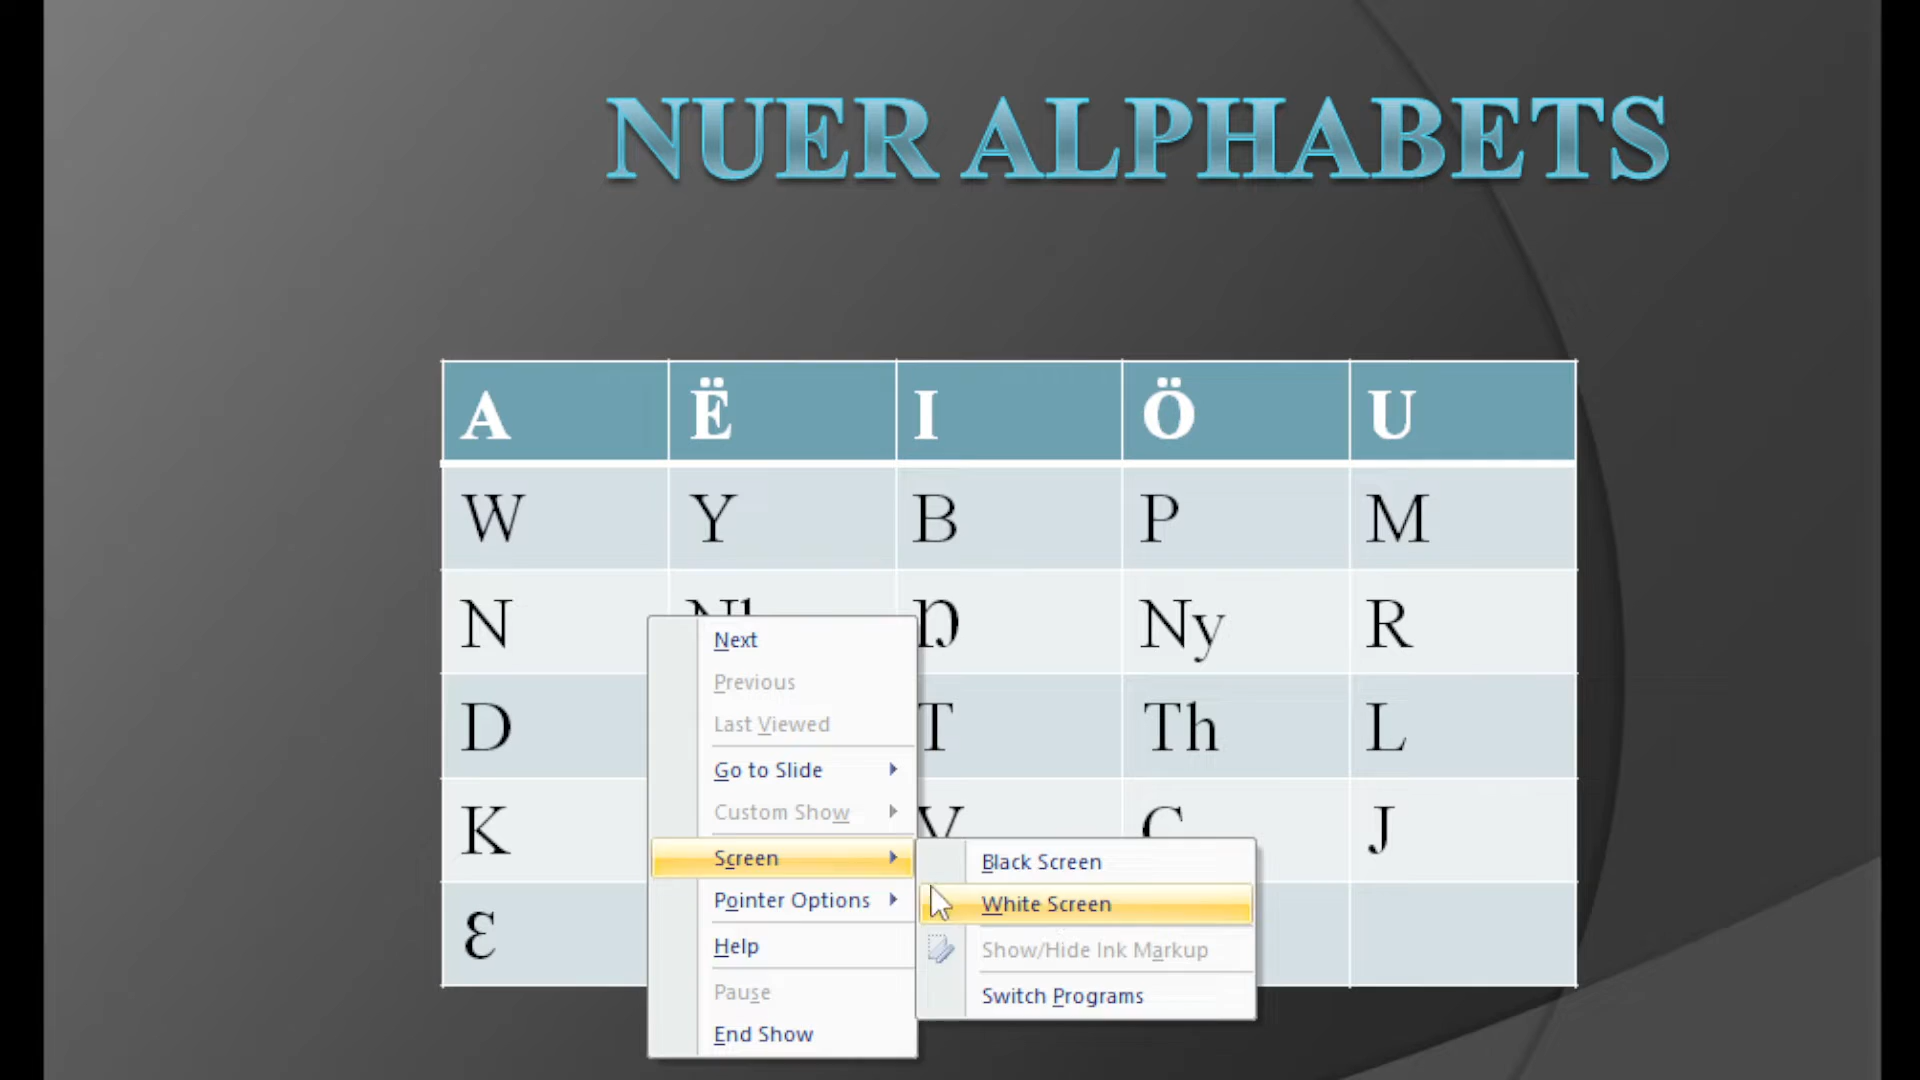 NUER ALPHABETS
A Ë I Ö U
W Y B P M
N Nh Ŋ Ny R
D T Th L
K J
Ɛ
Next
Previous
Last Viewed
Go to Slide
Custom Show
Screen
Pointer Options
Help
Pause
End Show
Black Screen
White Screen
Show/Hide Ink Markup
Switch Programs